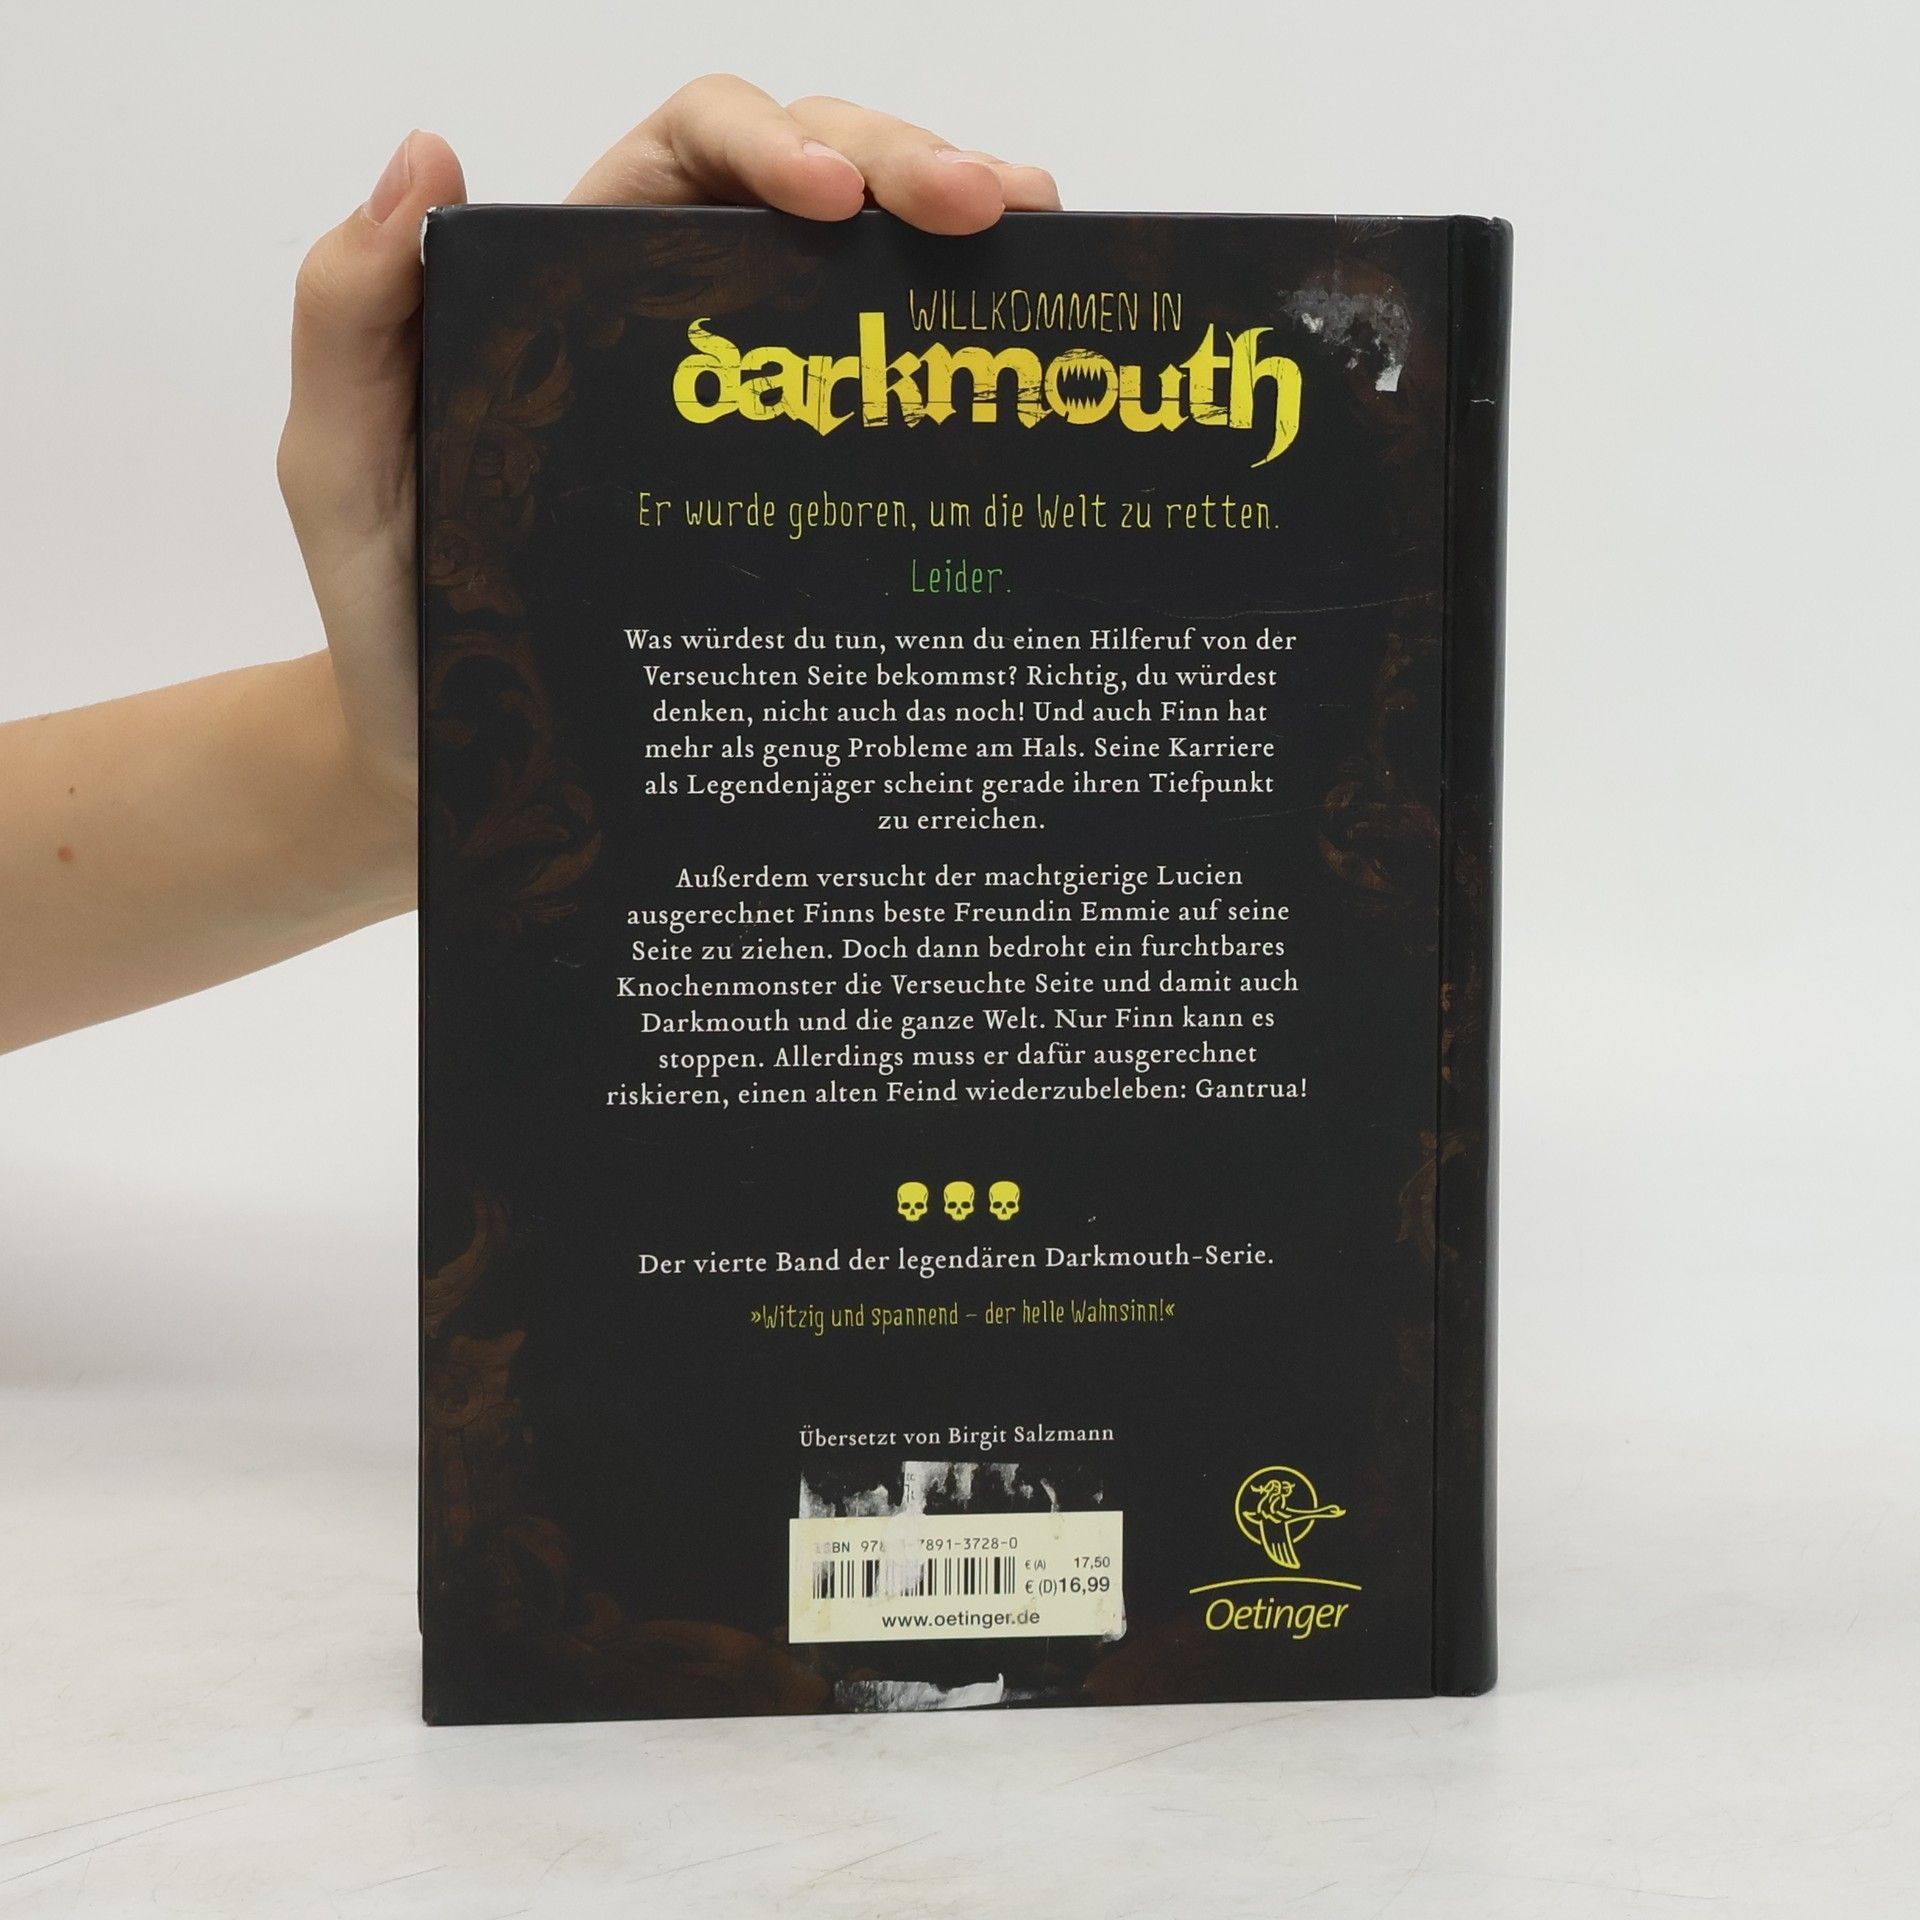 WILLKOMMEN IN
darkmouth
Er wurde geboren, um die Welt zu retten.
Leider.
Was würdest du tun, wenn du einen Hilferuf von der
Verseuchten Seite bekommst? Richtig, du würdest
denken, nicht auch das noch! Und auch Finn hat
mehr als genug Probleme am Hals. Seine Karriere
als Legendenjäger scheint gerade ihren Tiefpunkt
zu erreichen.
Außerdem versucht der machtgierige Lucien
ausgerechnet Finns beste Freundin Emmie auf seine
Seite zu ziehen. Doch dann bedroht ein furchtbares
Knochenmonster die Verseuchte Seite und damit auch
Darkmouth und die ganze Welt. Nur Finn kann es
stoppen. Allerdings muss er dafür ausgerechnet
riskieren, einen alten Feind wiederzubeleben: Gantrua!
Der vierte Band der legendären Darkmouth-Serie.
»Witzig und spannend – der helle Wahnsinn!«
Übersetzt von Birgit Salzmann
ISBN 7891-3728-0
€ (A) 17,50
€ (D) 16,99
www.oetinger.de
Oetinger